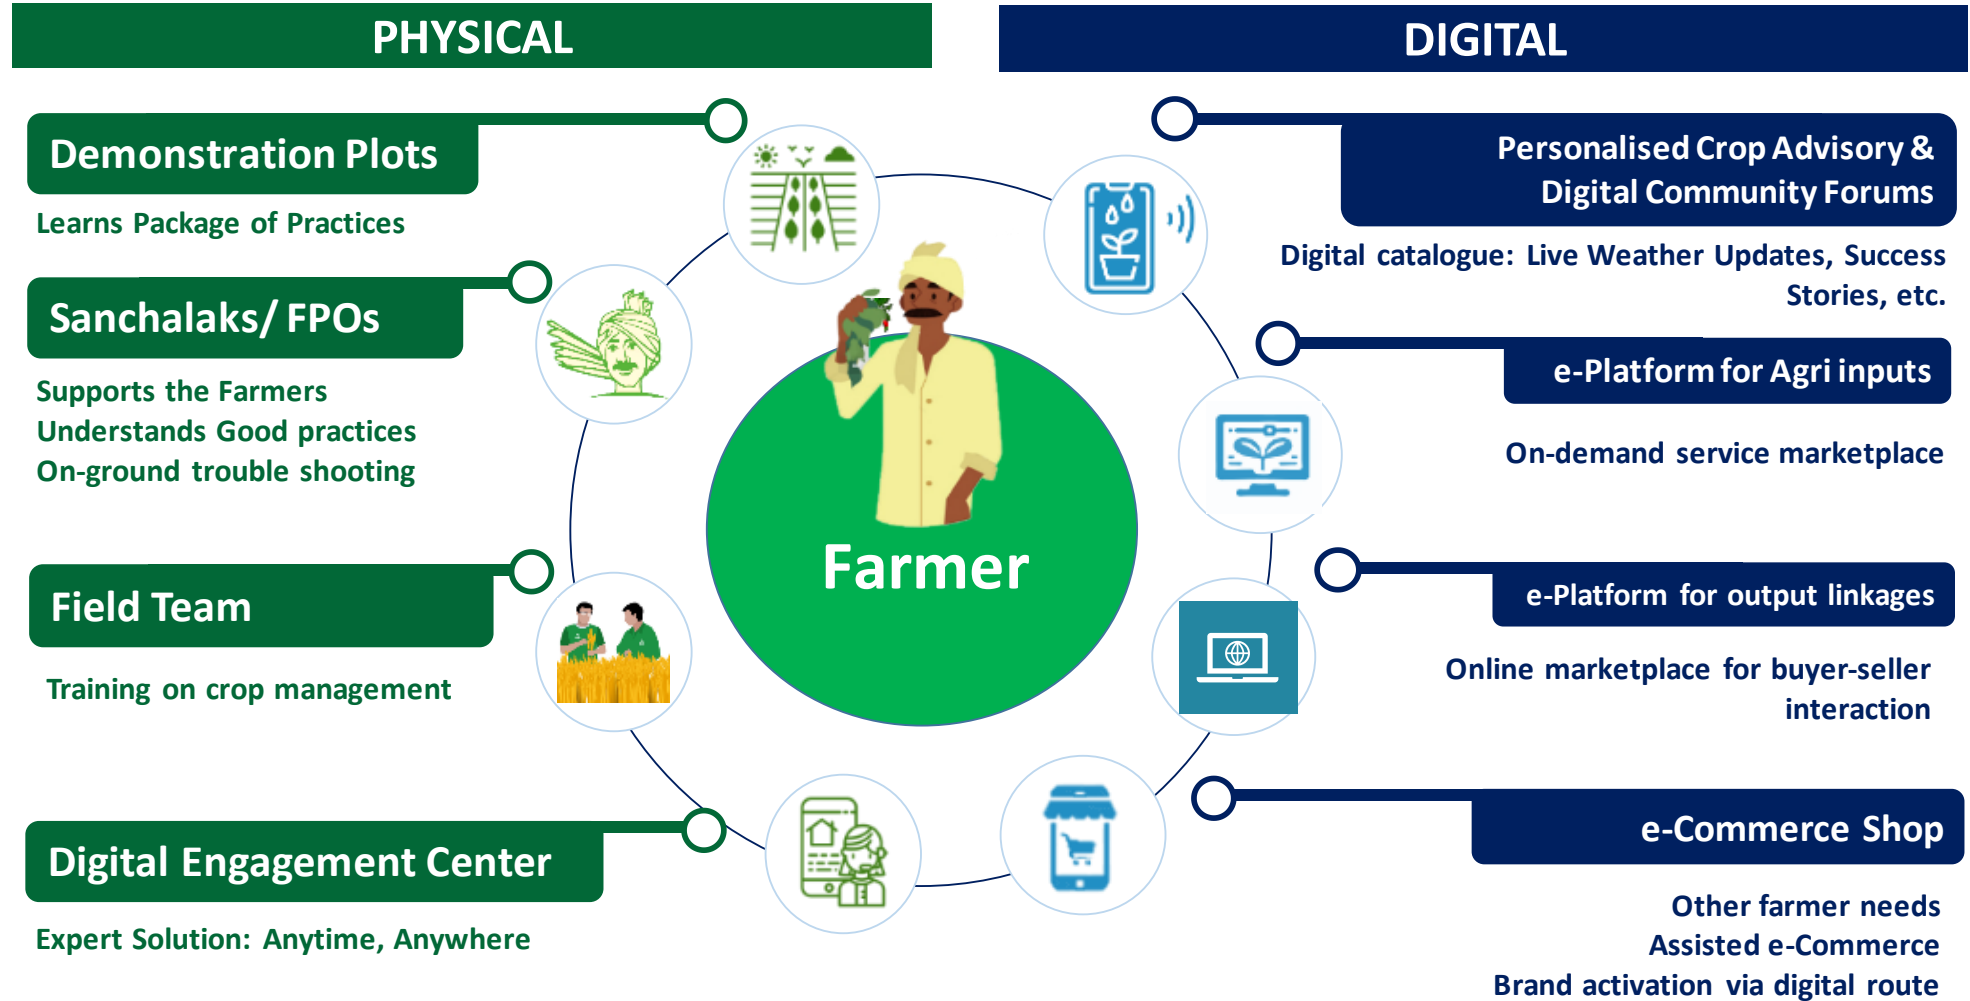 PHYSICAL
Demonstration Plots
Learns Package of Practices
Sanchalaks/ FPOs
Supports the Farmers
Understands Good practices
On-ground trouble shooting
Field Team
Training on crop management
Digital Engagement Center
Expert Solution: Anytime, Anywhere
Farmer
DIGITAL
Personalised Crop Advisory &
Digital Community Forums
Digital catalogue: Live Weather Updates, Success
Stories, etc.
e-Platform for Agri inputs
On-demand service marketplace
e-Platform for output linkages
Online marketplace for buyer-seller
interaction
e-Commerce Shop
Other farmer needs
Assisted e-Commerce
Brand activation via digital route